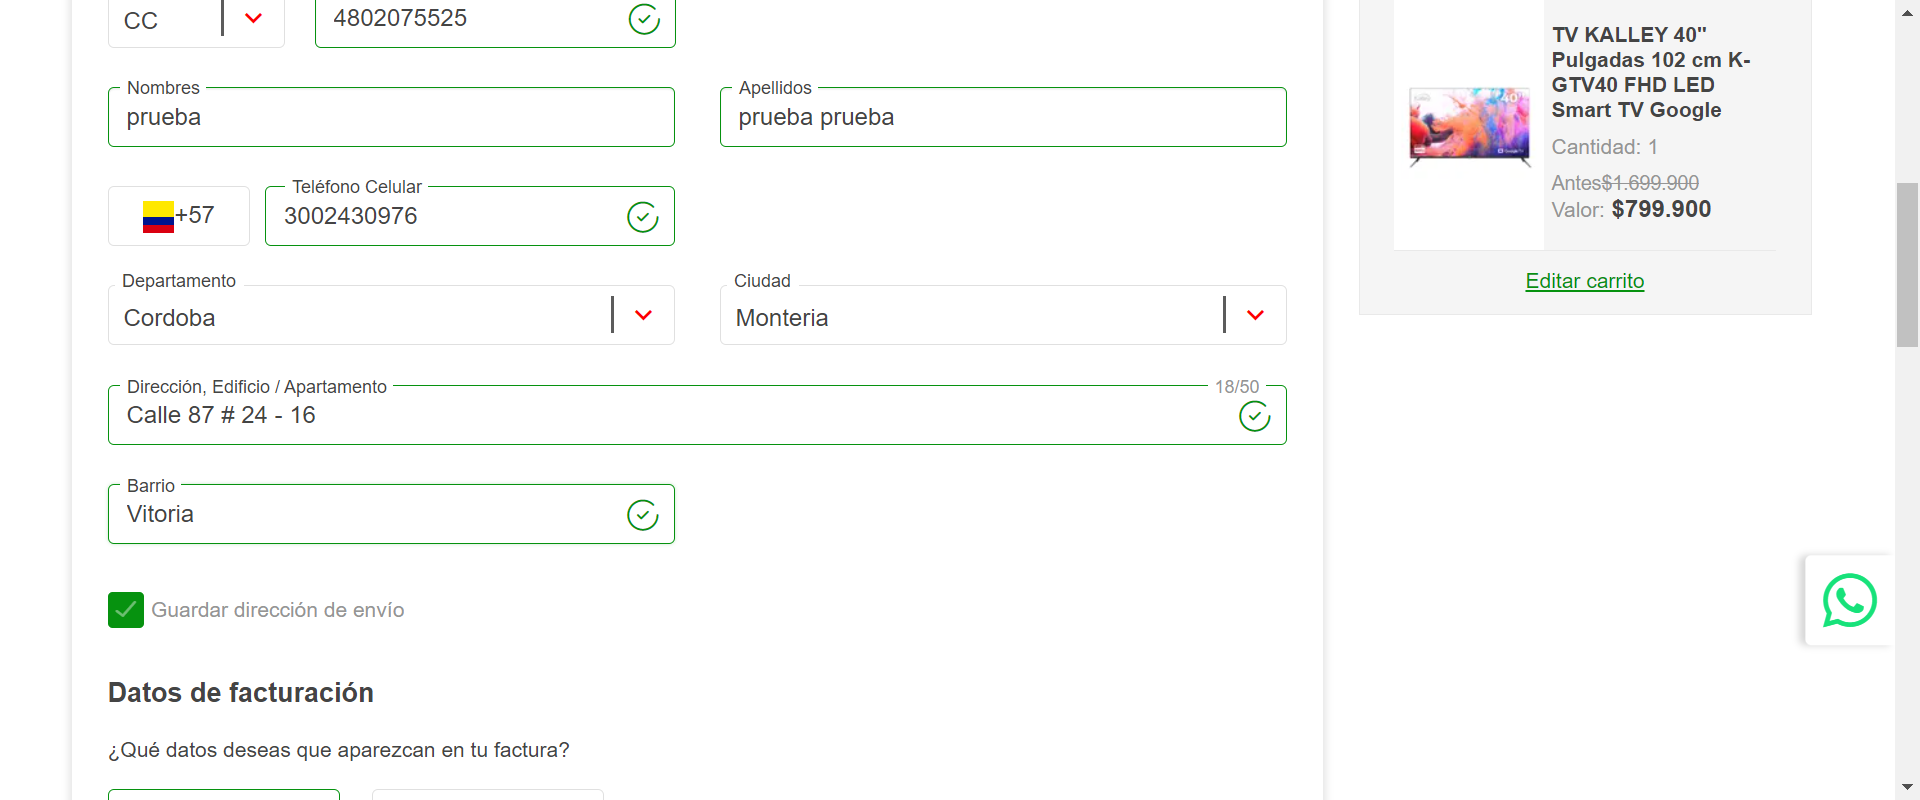 CC
4802075525
Nombres
prueba
Apellidos
prueba prueba
+57
Teléfono Celular
3002430976
Departamento
Cordoba
Ciudad
Monteria
Dirección, Edificio / Apartamento
18/50
Calle 87 # 24 - 16
Barrio
Vitoria
Guardar dirección de envío
Datos de facturación
¿Qué datos deseas que aparezcan en tu factura?
TV KALLEY 40"
Pulgadas 102 cm K-
GTV40 FHD LED
Smart TV Google
Cantidad: 1
Antes$1.699.900
Valor: $799.900
Editar carrito